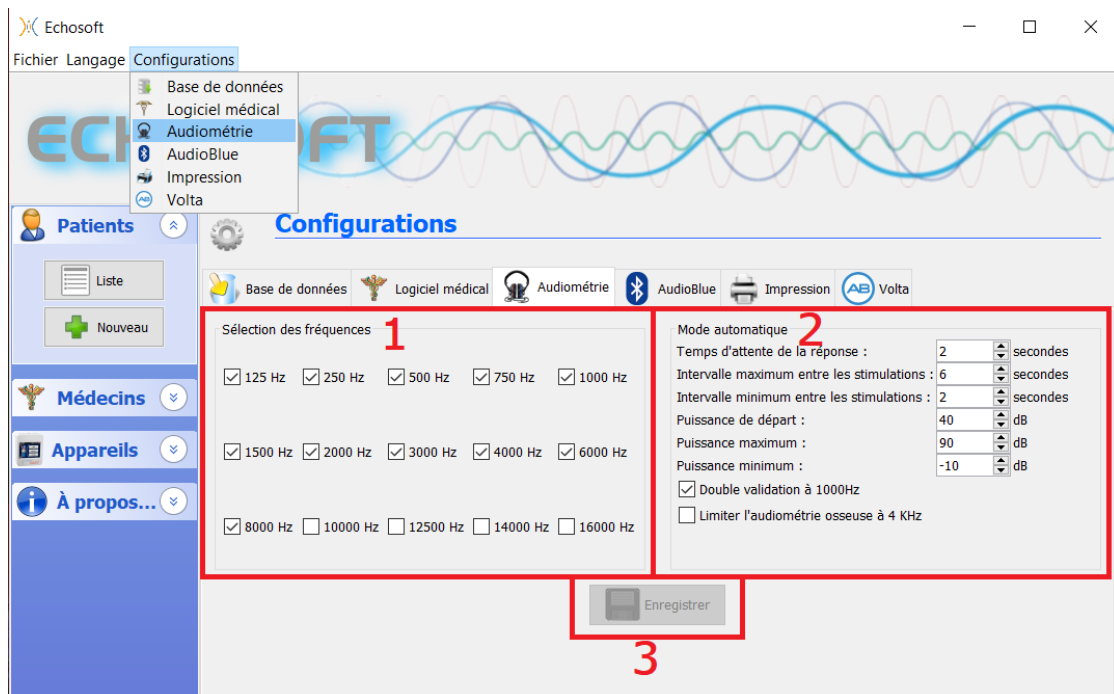 Echosoft
Fichier Langage Configurations
Base de données
Logiciel médical
Audiométrie
AudioBlue
Impression
Volta
Patients
Liste
Nouveau
Médecins
Appareils
À propos...
Configurations
Base de données Logiciel médical Audiométrie AudioBlue Impression AB Volta
Sélection des fréquences 1
125 Hz 250 Hz 500 Hz 750 Hz 1000 Hz
1500 Hz 2000 Hz 3000 Hz 4000 Hz 6000 Hz
8000 Hz 10000 Hz 12500 Hz 14000 Hz 16000 Hz
Mode automatique 2
Temps d'attente de la réponse : 2 secondes
Intervalle maximum entre les stimulations : 6 secondes
Intervalle minimum entre les stimulations : 2 secondes
Puissance de départ : 40 dB
Puissance maximum : 90 dB
Puissance minimum : -10 dB
Double validation à 1000Hz
Limiter l'audiométrie osseuse à 4 KHz
Enregistrer
3